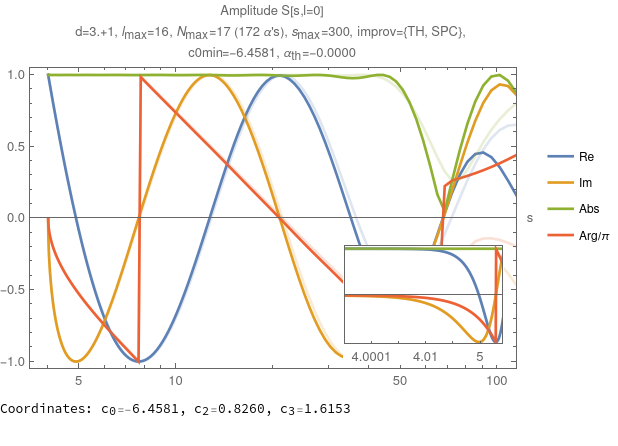 Amplitude S[s,l=0]
d=3.+1, lmax=16, Nmax=17 (172 α's), smax=300, improv={TH, SPC},
c0min=−6.4581, αth=−0.0000
1.0
0.5
0.0
−0.5
−1.0
s
Re
Im
Abs
Arg/π
4.0001 4.01 5
5 10 50 100
Coordinates: c0=-6.4581, c2=0.8260, c3=1.6153